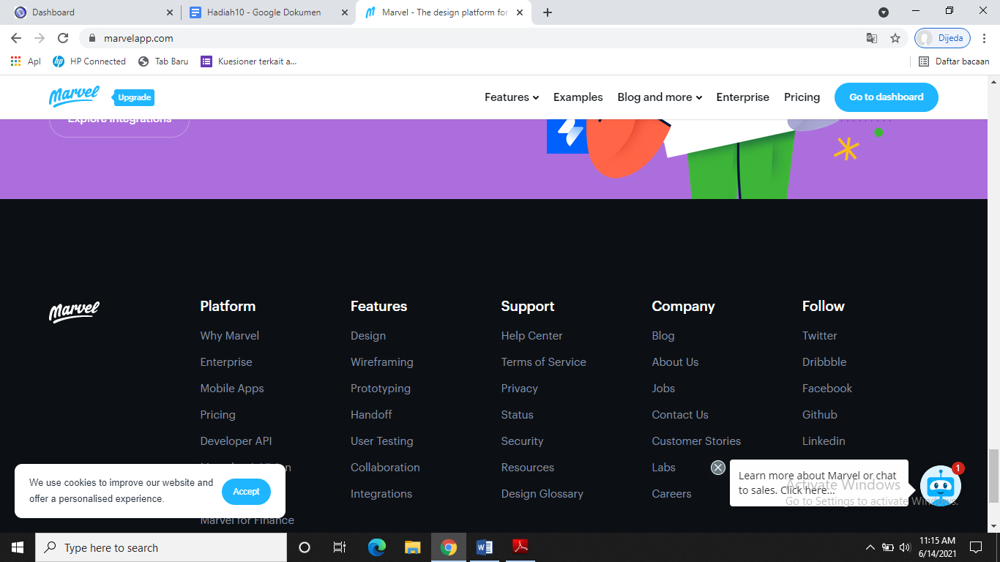 Dashboard
Hadiah10 - Google Dokumen
Marvel - The design platform for
marvelapp.com
Dijeda
Apl
HP Connected
Tab Baru
Kuesioner terkait a...
Daftar bacaan
Marvel
Upgrade
Features
Examples
Blog and more
Enterprise
Pricing
Go to dashboard
Explore integrations
Marvel
Platform
Features
Support
Company
Follow
Why Marvel
Design
Help Center
Blog
Twitter
Enterprise
Wireframing
Terms of Service
About Us
Dribbble
Mobile Apps
Prototyping
Privacy
Jobs
Facebook
Pricing
Handoff
Status
Contact Us
Github
Developer API
User Testing
Security
Customer Stories
Linkedin
Collaboration
Resources
Labs
Integrations
Design Glossary
Careers
Marvel for Finance
We use cookies to improve our website and
offer a personalised experience.
Accept
Learn more about Marvel or chat
to sales. Click here...
1
Activate Windows
Go to Settings to activate Windows.
Type here to search
11:15 AM
6/14/2021